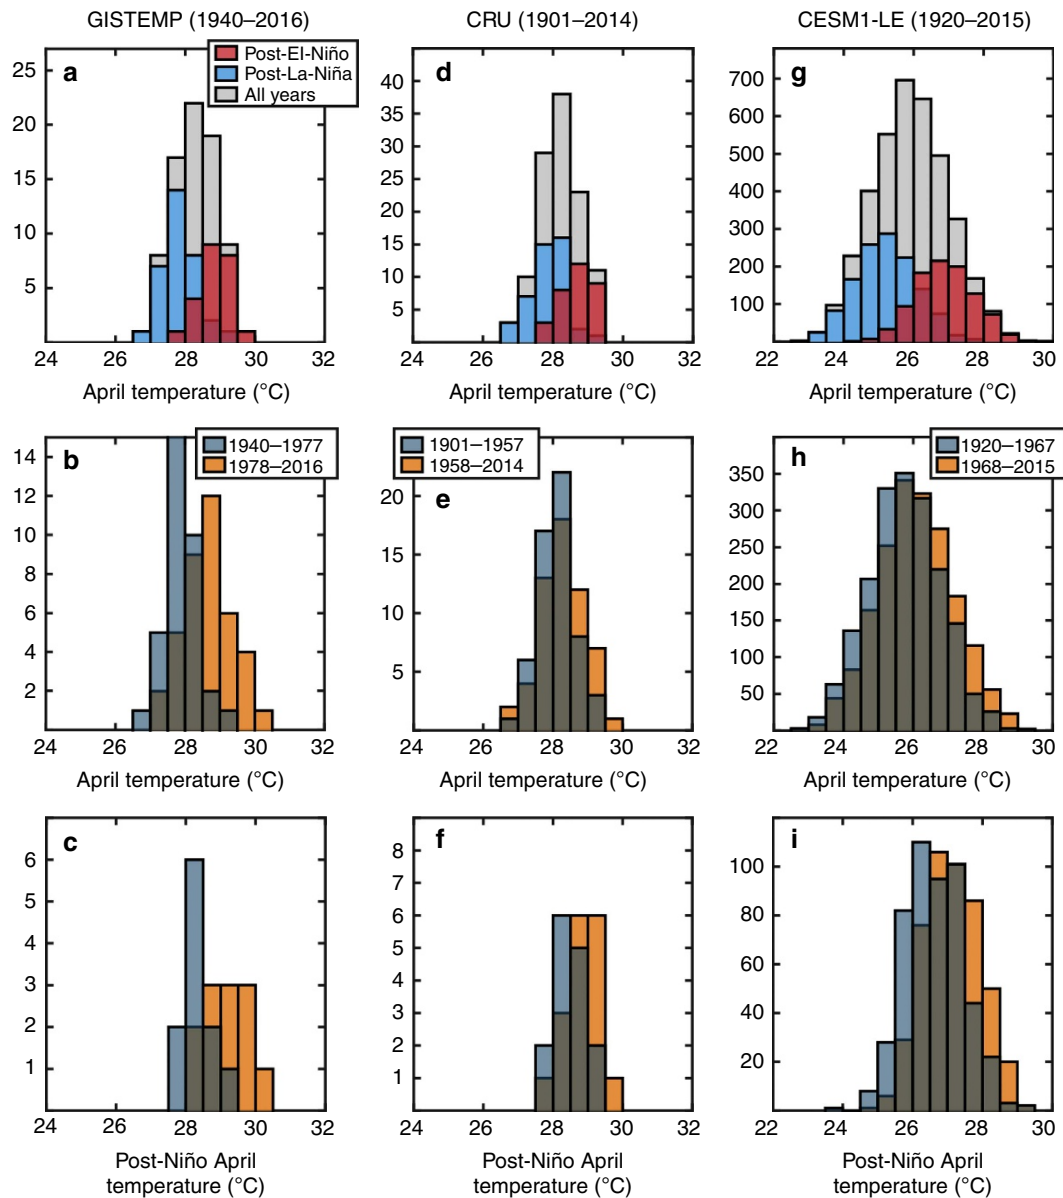 GISTEMP (1940–2016)
CRU (1901–2014)
CESM1-LE (1920–2015)
a
Post-El-Niño
Post-La-Niña
All years
25
20
15
10
5
24 26 28 30 32
April temperature (°C)
d
40
35
30
25
20
15
10
5
24 26 28 30 32
April temperature (°C)
g
700
600
500
400
300
200
100
22 24 26 28 30
April temperature (°C)
b
1940–1977
1978–2016
14
12
10
8
6
4
2
24 26 28 30 32
April temperature (°C)
1901–1957
1958–2014
e
20
15
10
5
24 26 28 30 32
April temperature (°C)
h
1920–1967
1968–2015
350
300
250
200
150
100
50
22 24 26 28 30
April temperature (°C)
c
6
5
4
3
2
1
24 26 28 30 32
Post-Niño April
temperature (°C)
f
8
7
6
5
4
3
2
1
24 26 28 30 32
Post-Niño April
temperature (°C)
i
100
80
60
40
20
22 24 26 28 30
Post-Niño April
temperature (°C)